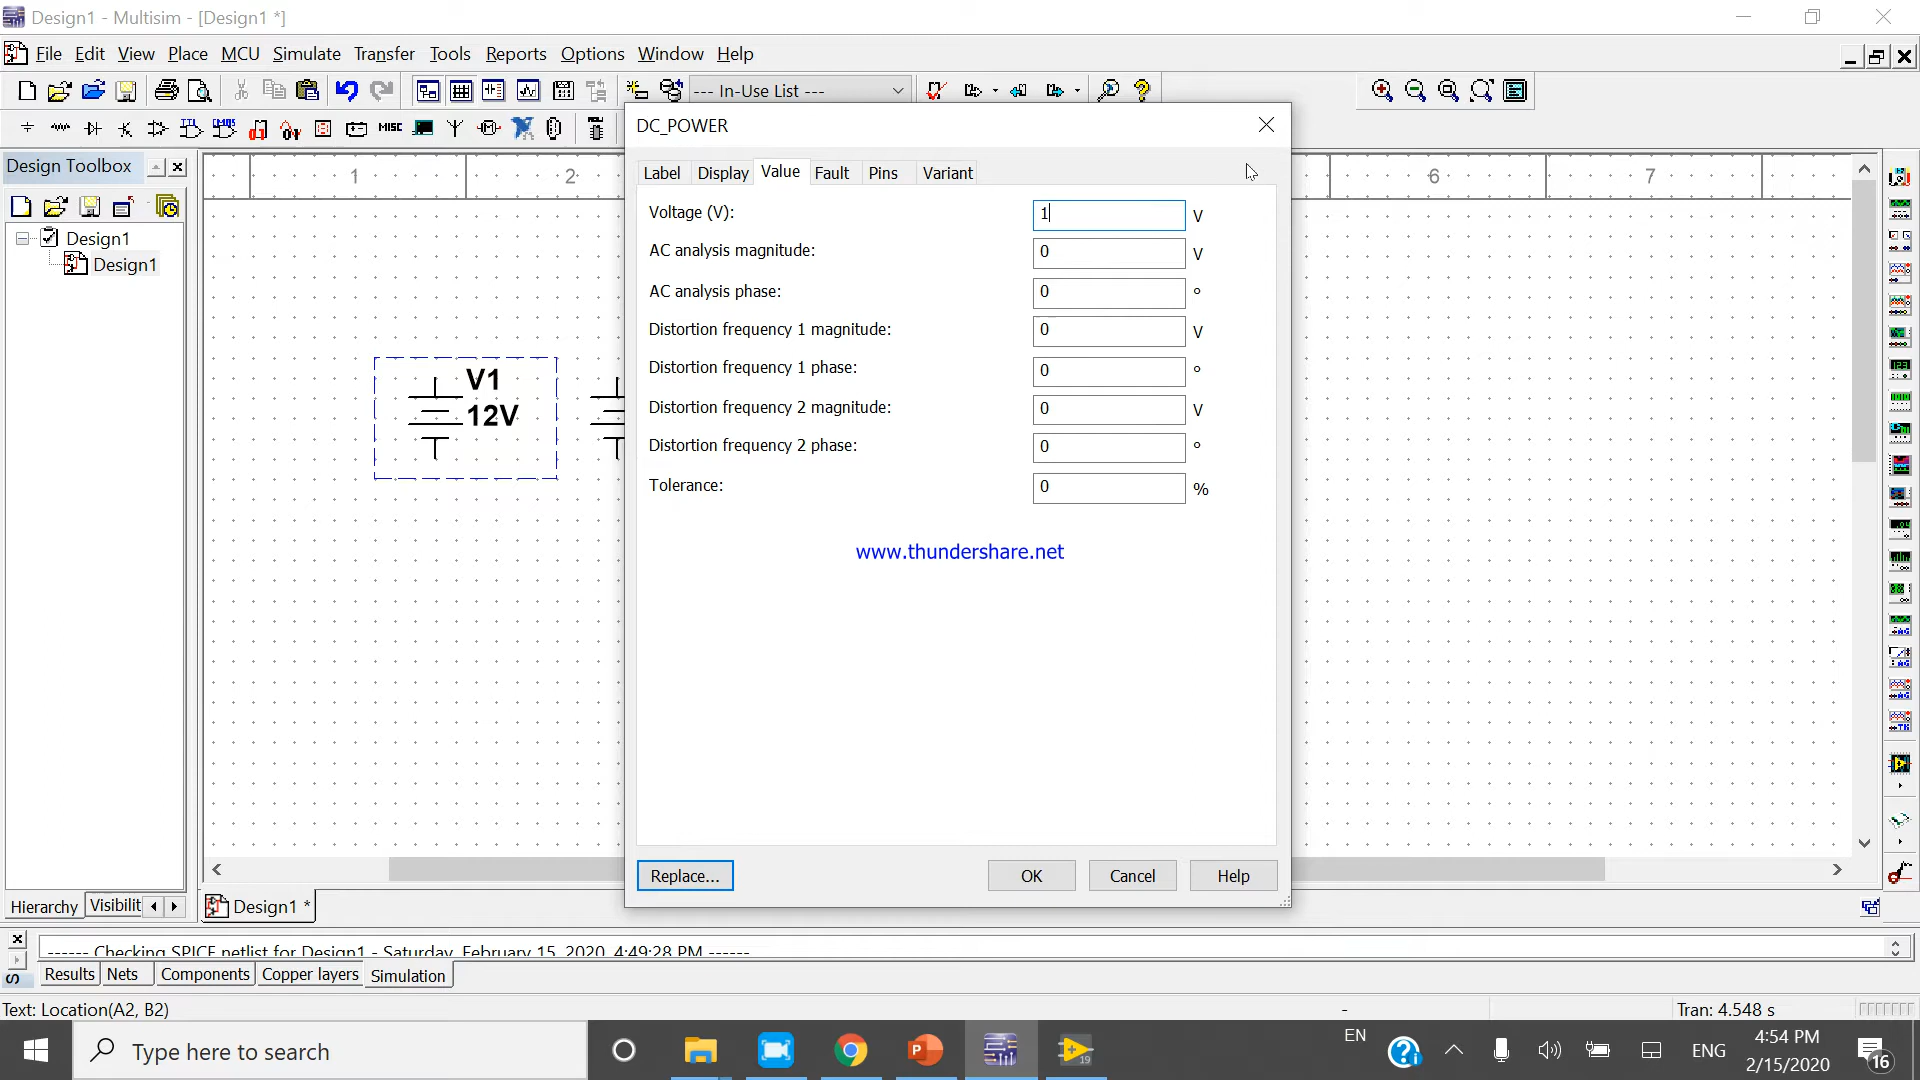 Design1 - Multisim - [Design1 *]
File Edit View Place MCU Simulate Transfer Tools Reports Options Window Help
--- In-Use List ---
MISC
Design Toolbox
Design1
Design1
1 2 6 7
V1
12V
DC_POWER
Label Display Value Fault Pins Variant
Voltage (V): 1 V
AC analysis magnitude: 0 V
AC analysis phase: 0 °
Distortion frequency 1 magnitude: 0 V
Distortion frequency 1 phase: 0 °
Distortion frequency 2 magnitude: 0 V
Distortion frequency 2 phase: 0 °
Tolerance: 0 %
www.thundershare.net
Replace... OK Cancel Help
Hierarchy Visibilit
Design1 *
------ Checking SPICE netlist for Design1 - Saturday, February 15, 2020, 4:49:28 PM ------
Results Nets Components Copper layers Simulation
Text: Location(A2, B2)
-
Tran: 4.548 s
Type here to search
EN
ENG
4:54 PM
2/15/2020
16
19